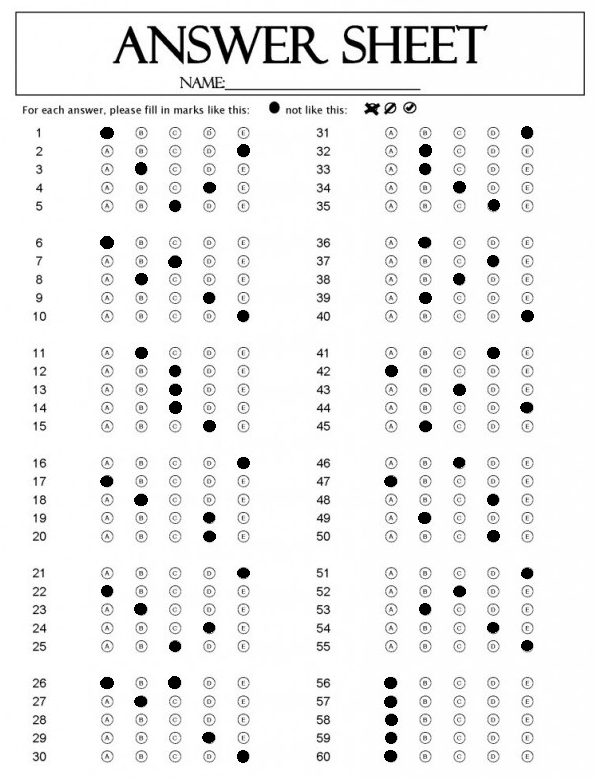 ANSWER SHEET
NAME:
For each answer, please fill in marks like this: not like this:
1 B C D E 31 A B C D
2 A B C D 32 A C D E
3 A C D E 33 A C D E
4 A B C E 34 A B D E
5 A B D E 35 A B C E
6 B C D E 36 A C D E
7 A B D E 37 A B C E
8 A C D E 38 A B D E
9 A B C E 39 A C D E
10 A B C D 40 A B C D
11 A C D E 41 A B C E
12 A B D E 42 B C D E
13 A B D E 43 A B D E
14 A B D E 44 A B C D
15 A B C E 45 A C D E
16 A B C D 46 A B D E
17 B C D E 47 B C D E
18 A C D E 48 A B C E
19 A B C E 49 A C D E
20 A B C E 50 A B C E
21 A B C D 51 A B C D
22 B C D E 52 A B D E
23 A C D E 53 A C D E
24 A B C E 54 A B C E
25 A B D E 55 A B C D
26 B D E 56 B C D E
27 A C D E 57 B C D E
28 A B C D E 58 B C D E
29 A B C E 59 B C D E
30 A B C D 60 B C D E